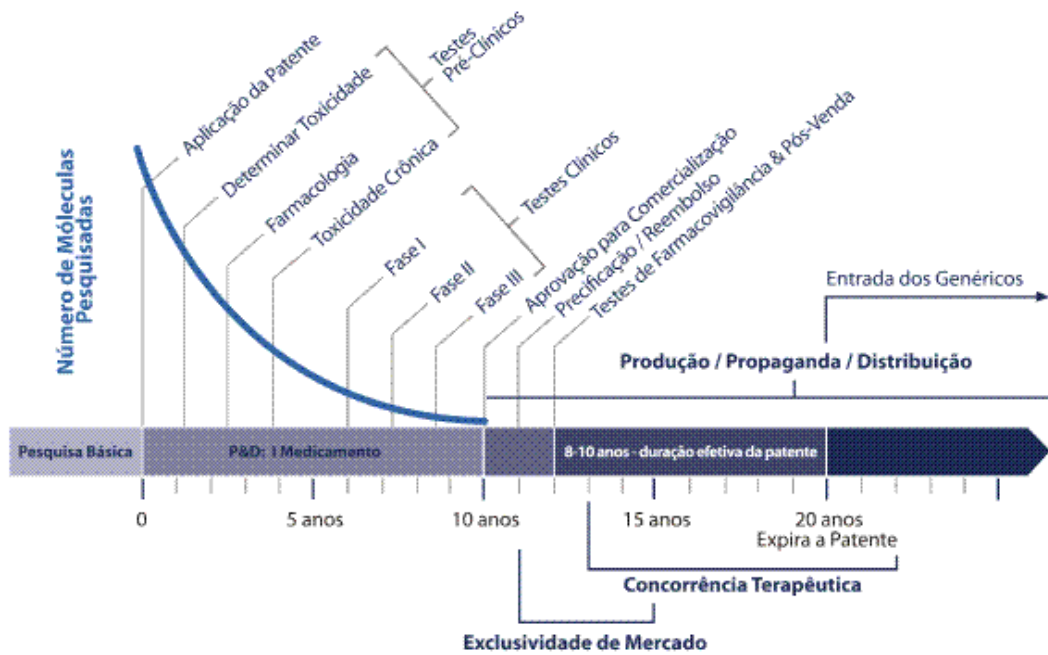 Número de Móleculas
Pesquisadas
Aplicação da Patente
Determinar Toxicidade
Farmacologia
Toxicidade Crônica
Testes
Pré-Clínicos
Fase I
Fase II
Fase III
Testes Clínicos
Aprovação para Comercialização
Precificação / Reembolso
Testes de Farmacovigilância & Pós-Venda
Entrada dos Genéricos
Produção / Propaganda / Distribuição
Pesquisa Básica
P&D: I Medicamento
8-10 anos - duração efetiva da patente
0
5 anos
10 anos
15 anos
20 anos
Expira a Patente
Concorrência Terapêutica
Exclusividade de Mercado